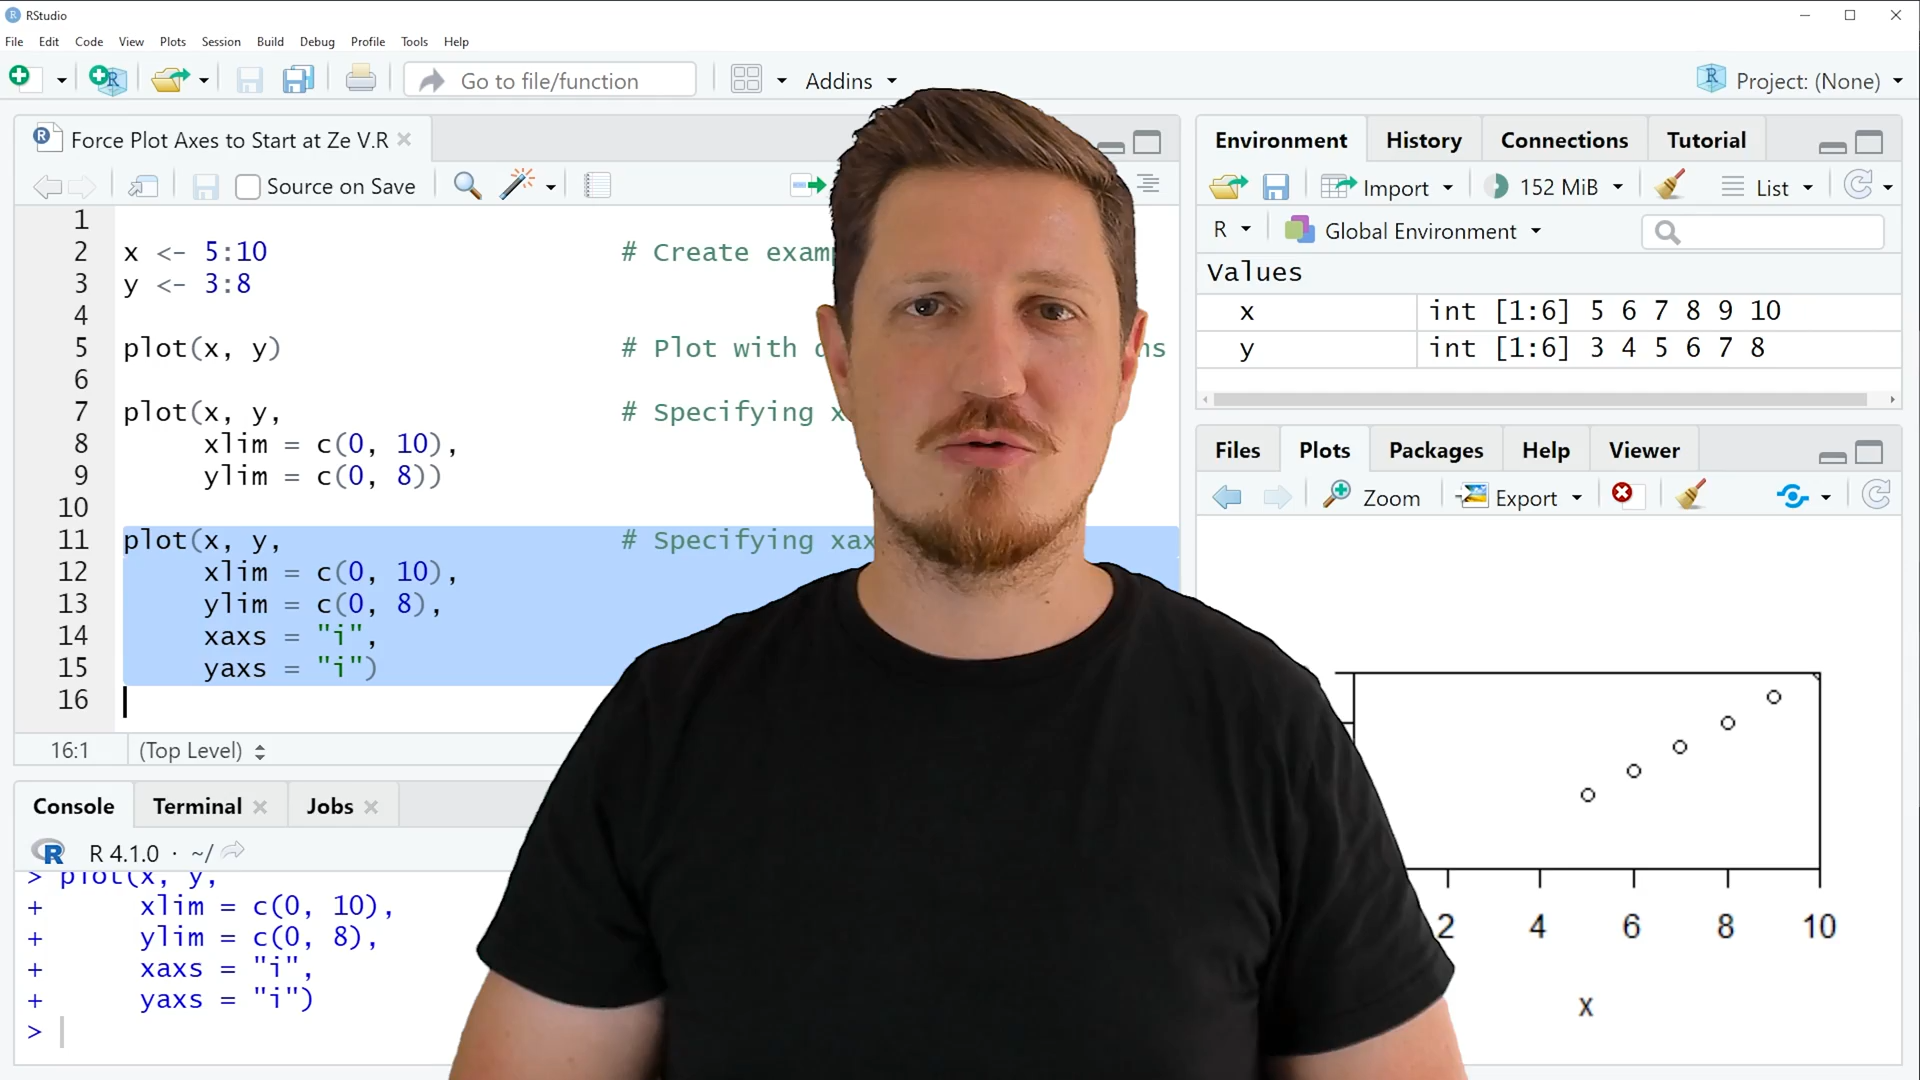 RStudio
File Edit Code View Plots Session Build Debug Profile Tools Help
Go to file/function Addins Project: (None)
Force Plot Axes to Start at Ze V.R
Source on Save
1
2 x <- 5:10 # Create
3 y <- 3:8
4
5 plot(x, y) # Plot with
6
7 plot(x, y, # Specifying
8 xlim = c(0, 10),
9 ylim = c(0, 8))
10
11 plot(x, y, # Specifying
12 xlim = c(0, 10),
13 ylim = c(0, 8),
14 xaxs = "i",
15 yaxs = "i")
16
16:1 (Top Level)
Console Terminal Jobs
R 4.1.0 · ~/
> plot(x, y,
+ xlim = c(0, 10),
+ ylim = c(0, 8),
+ xaxs = "i",
+ yaxs = "i")
>
Environment History Connections Tutorial
Import 152 MiB List
R Global Environment
Values
x int [1:6] 5 6 7 8 9 10
y int [1:6] 3 4 5 6 7 8
Files Plots Packages Help Viewer
Zoom Export
2 4 6 8 10
x